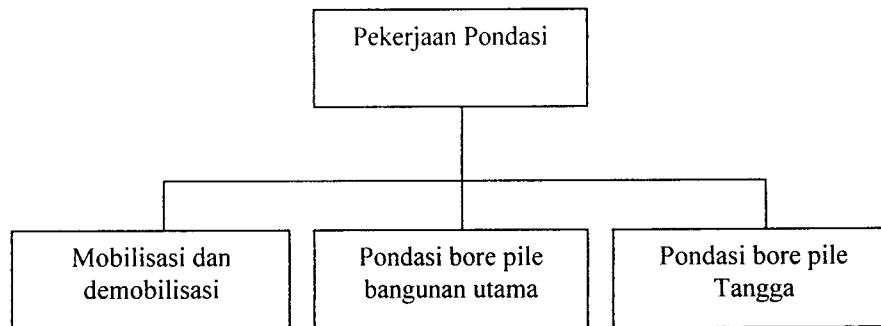 Pekerjaan Pondasi
Mobilisasi dan
demobilisasi
Pondasi bore pile
bangunan utama
Pondasi bore pile
Tangga